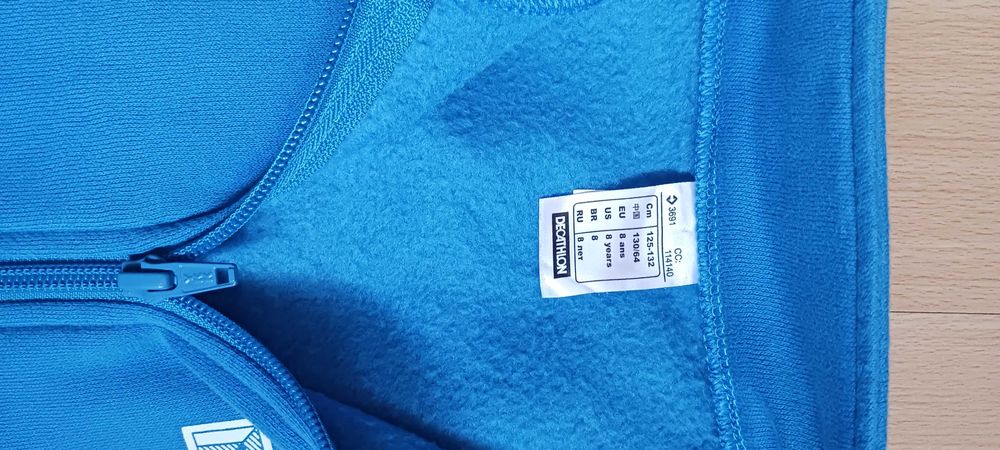 3691 CC:
114140
Cm 125-132
中国 130/64
EU 8 ans
US 8 years
BR 8
RU 8 лет
DECATHLON